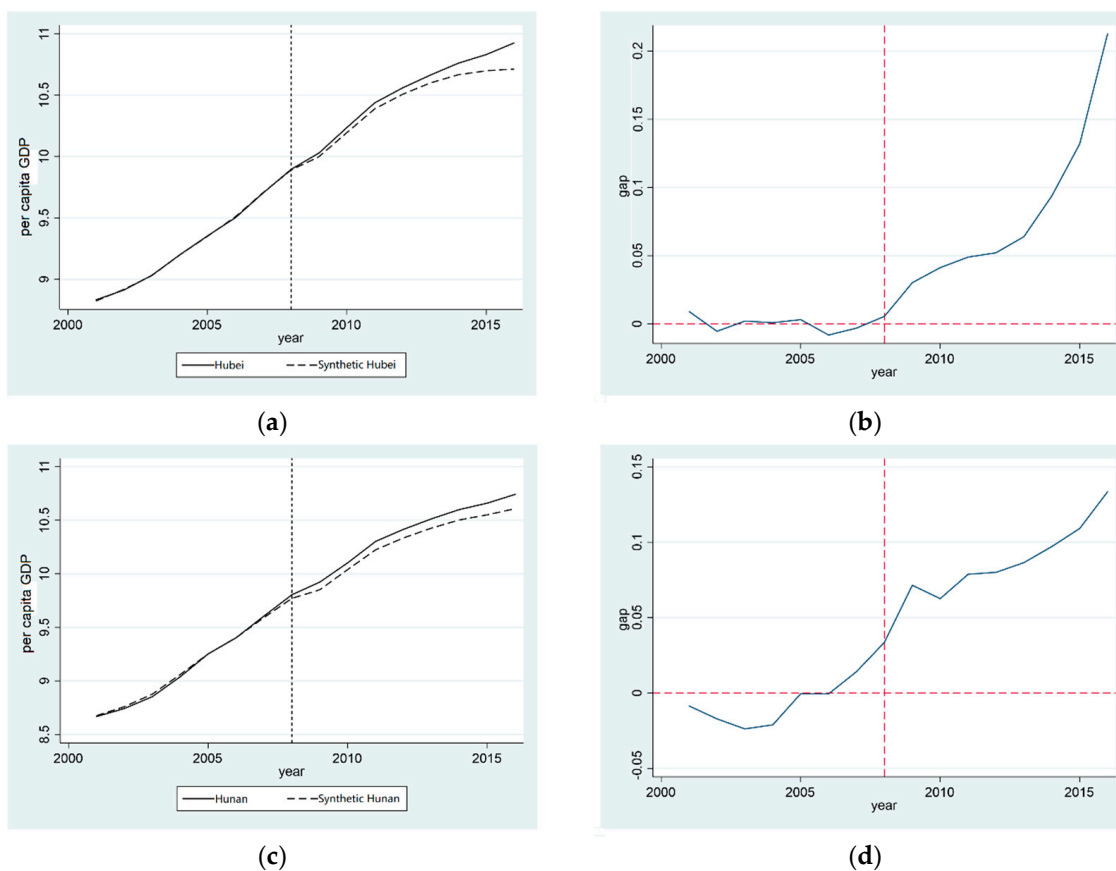 per capita GDP
11
10.5
10
9.5
9
2000 2005 2010 2015
year
Hubei Synthetic Hubei
(a)
gap
0.2
0.15
0.1
0.05
0
2000 2005 2010 2015
year
(b)
per capita GDP
11
10.5
10
9.5
9
8.5
2000 2005 2010 2015
year
Hunan Synthetic Hunan
(c)
gap
0.15
0.1
0.05
0
-0.05
2000 2005 2010 2015
year
(d)